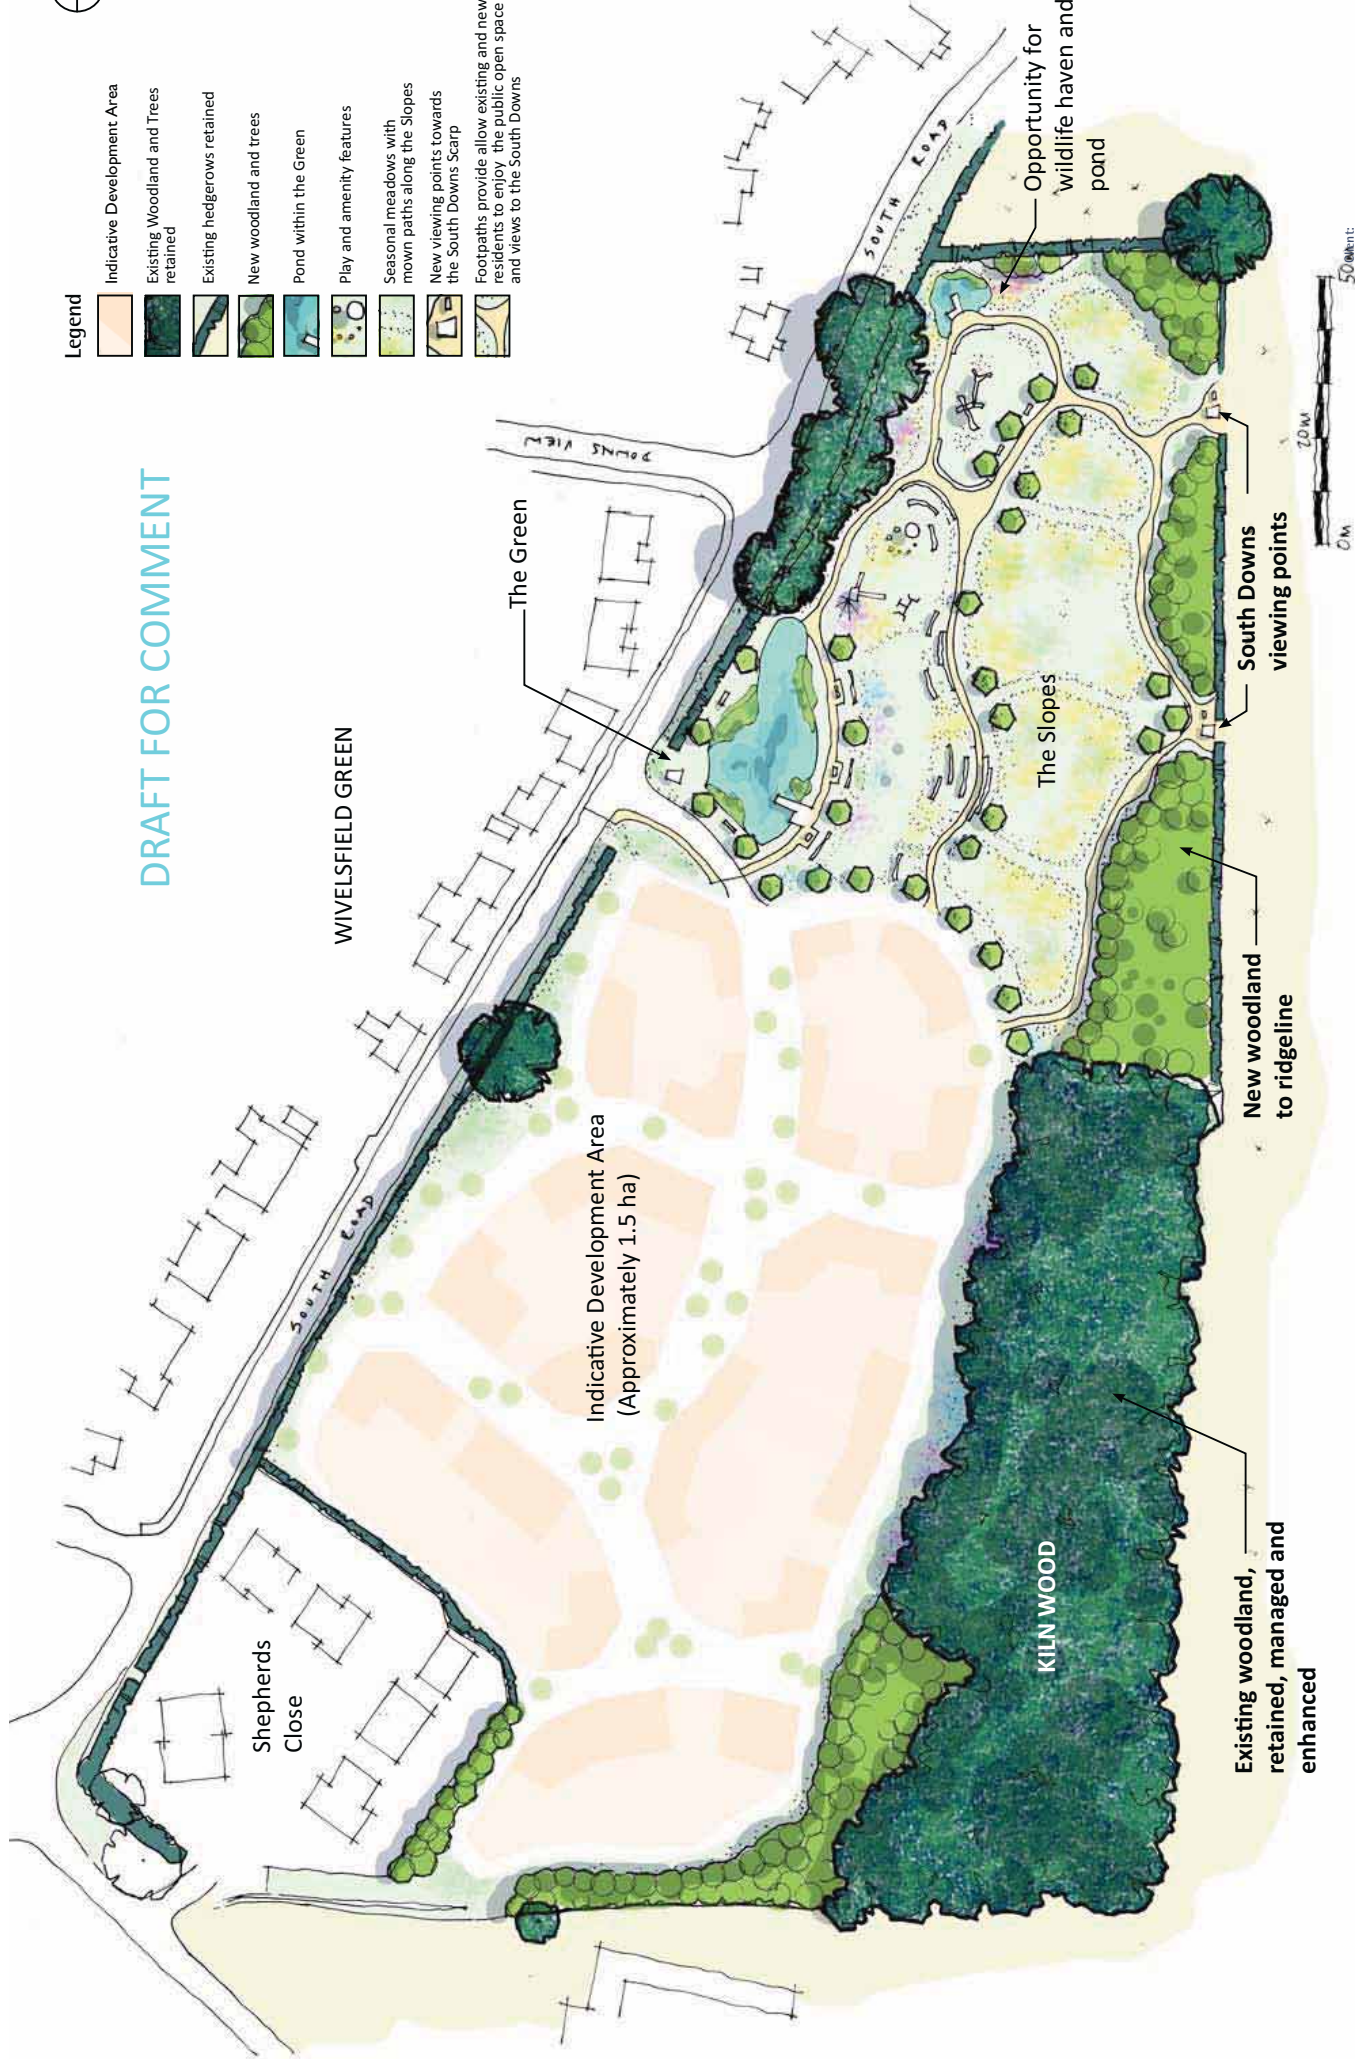 DRAFT FOR COMMENT
Legend
Indicative Development Area
Existing Woodland and Trees
retained
Existing hedgerows retained
New woodland and trees
Pond within the Green
Play and amenity features
Seasonal meadows with
mown paths along the Slopes
New viewing points towards
the South Downs Scarp
Footpaths provide allow existing and new
residents to enjoy the public open space
and views to the South Downs
WIVELSFIELD GREEN
SOUTH ROAD
DOWNS VIEW
SOUTH ROAD
The Green
Shepherds
Close
Indicative Development Area
(Approximately 1.5 ha)
The Slopes
Opportunity for
wildlife haven and
pond
KILN WOOD
Existing woodland,
retained, managed and
enhanced
New woodland
to ridgeline
South Downs
viewing points
0m
20m
50m